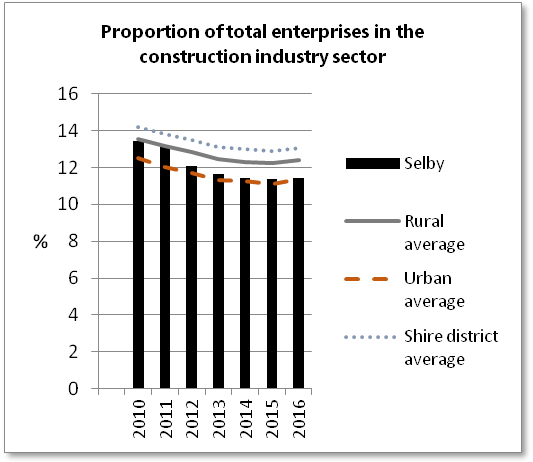 Proportion of total enterprises in the
construction industry sector
16
14
12
10
8
6
4
2
0
%
2010
2011
2012
2013
2014
2015
2016
Selby
Rural
average
Urban
average
Shire district
average